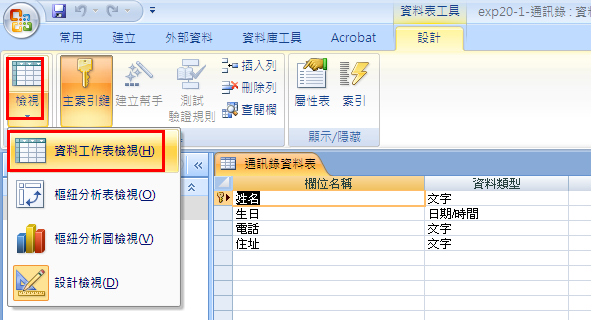 資料表工具
exp20-1-通訊錄 : 資料
常用 建立 外部資料 資料庫工具 Acrobat 設計
檢視
主索引鍵
建立幫手
測試
驗證規則
插入列
刪除列
查閱欄
屬性表
索引
顯示/隱藏
資料工作表檢視(H)
樞紐分析表檢視(O)
樞紐分析圖檢視(V)
設計檢視(D)
通訊錄資料表
欄位名稱 資料類型
姓名 文字
生日 日期/時間
電話 文字
住址 文字